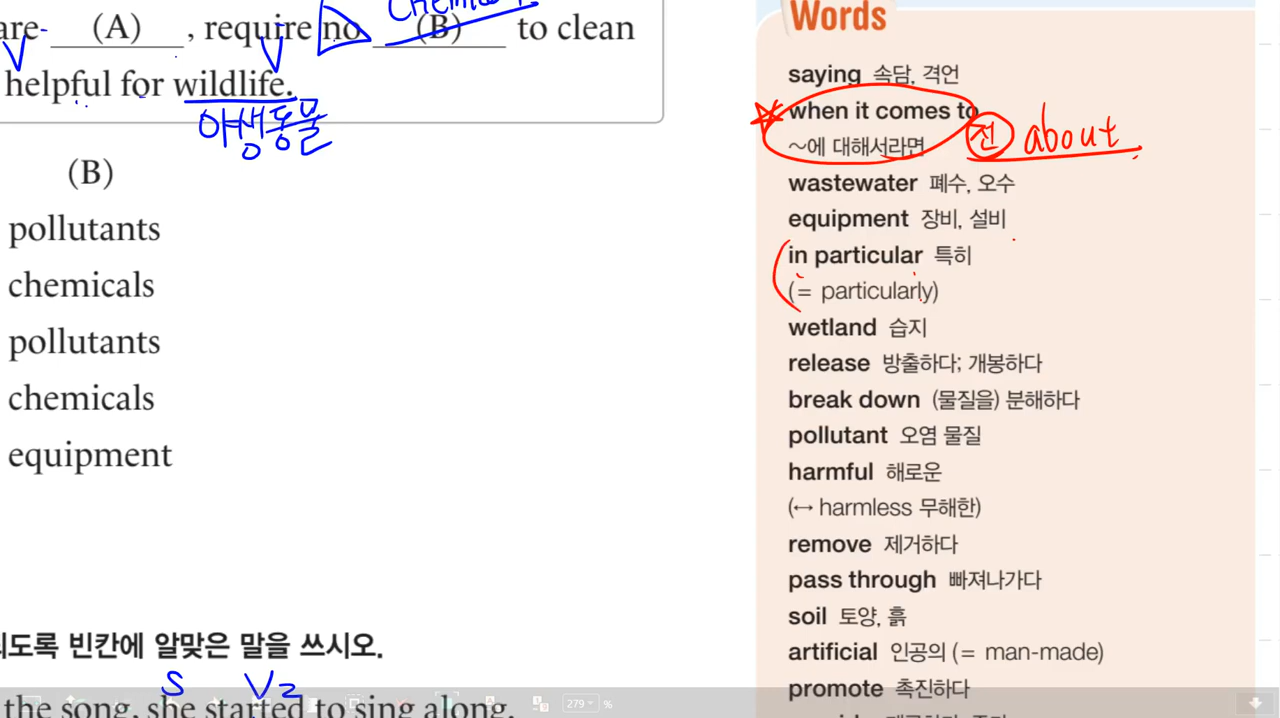 are (A), require no (B) to clean
chemical
helpful for wildlife.
야생동물
(B)
pollutants
chemicals
pollutants
chemicals
equipment
되도록 빈칸에 알맞은 말을 쓰시오.
S V2
the song, she started to sing along.
Words
saying 속담, 격언
when it comes to
~에 대해서라면
전 about
wastewater 폐수, 오수
equipment 장비, 설비
in particular 특히
(= particularly)
wetland 습지
release 방출하다; 개봉하다
break down (물질을) 분해하다
pollutant 오염 물질
harmful 해로운
(↔ harmless 무해한)
remove 제거하다
pass through 빠져나가다
soil 토양, 흙
artificial 인공의 (= man-made)
promote 촉진하다
279 %